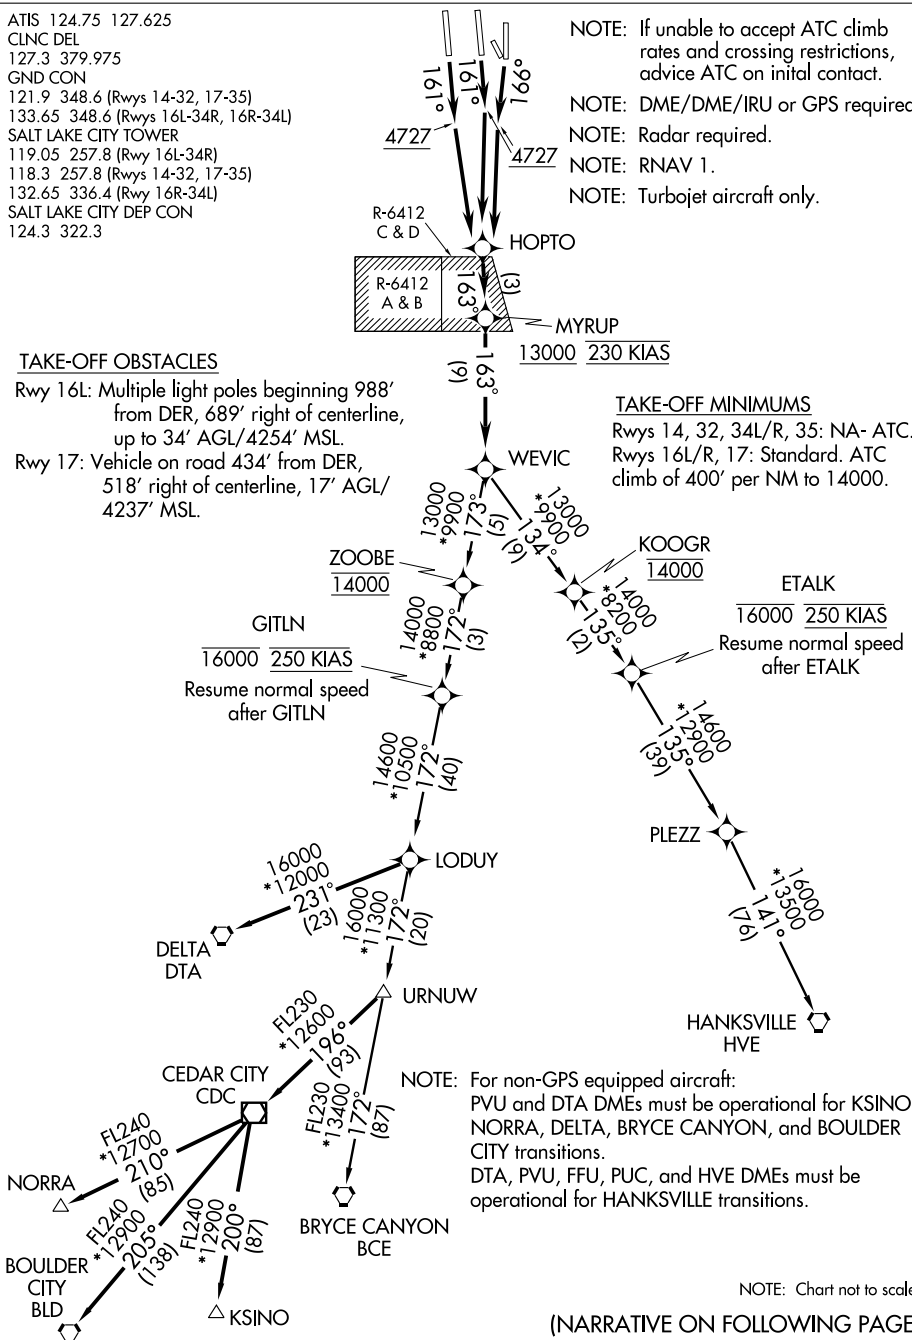 ATIS 124.75 127.625
CLNC DEL
127.3 379.975
GND CON
121.9 348.6 (Rwys 14-32, 17-35)
133.65 348.6 (Rwys 16L-34R, 16R-34L)
SALT LAKE CITY TOWER
119.05 257.8 (Rwy 16L-34R)
118.3 257.8 (Rwys 14-32, 17-35)
132.65 336.4 (Rwy 16R-34L)
SALT LAKE CITY DEP CON
124.3 322.3
NOTE: If unable to accept ATC climb
rates and crossing restrictions,
advice ATC on inital contact.
NOTE: DME/DME/IRU or GPS required
NOTE: Radar required.
NOTE: RNAV 1.
NOTE: Turbojet aircraft only.
161°
161°
166°
4727
4727
R-6412
C & D
HOPTO
R-6412
A & B
163°
(3)
MYRUP
13000 230 KIAS
163°
(9)
TAKE-OFF OBSTACLES
Rwy 16L: Multiple light poles beginning 988'
from DER, 689' right of centerline,
up to 34' AGL/4254' MSL.
Rwy 17: Vehicle on road 434' from DER,
518' right of centerline, 17' AGL/
4237' MSL.
TAKE-OFF MINIMUMS
Rwys 14, 32, 34L/R, 35: NA- ATC.
Rwys 16L/R, 17: Standard. ATC
climb of 400' per NM to 14000.
WEVIC
13000
*9900
173°
(5)
13000
*9900
134°
(9)
ZOOBE
14000
KOOGR
14000
14000
*8800
172°
(3)
14000
*8200
135°
(2)
GITLN
16000 250 KIAS
Resume normal speed
after GITLN
ETALK
16000 250 KIAS
Resume normal speed
after ETALK
14600
*10500
172°
(40)
14600
*12900
135°
(39)
LODUY
PLEZZ
16000
*12000
231°
(23)
16000
*11300
172°
(20)
16000
*13500
141°
(76)
DELTA
DTA
URNUW
HANKSVILLE
HVE
FL230
*12600
196°
(93)
FL230
*13400
172°
(87)
CEDAR CITY
CDC
NOTE: For non-GPS equipped aircraft:
PVU and DTA DMEs must be operational for KSINO
NORRA, DELTA, BRYCE CANYON, and BOULDER
CITY transitions.
DTA, PVU, FFU, PUC, and HVE DMEs must be
operational for HANKSVILLE transitions.
FL240
*12700
210°
(85)
NORRA
FL240
*12900
205°
(138)
FL240
*12900
200°
(87)
BRYCE CANYON
BCE
BOULDER
CITY
BLD
KSINO
NOTE: Chart not to scale
(NARRATIVE ON FOLLOWING PAGE